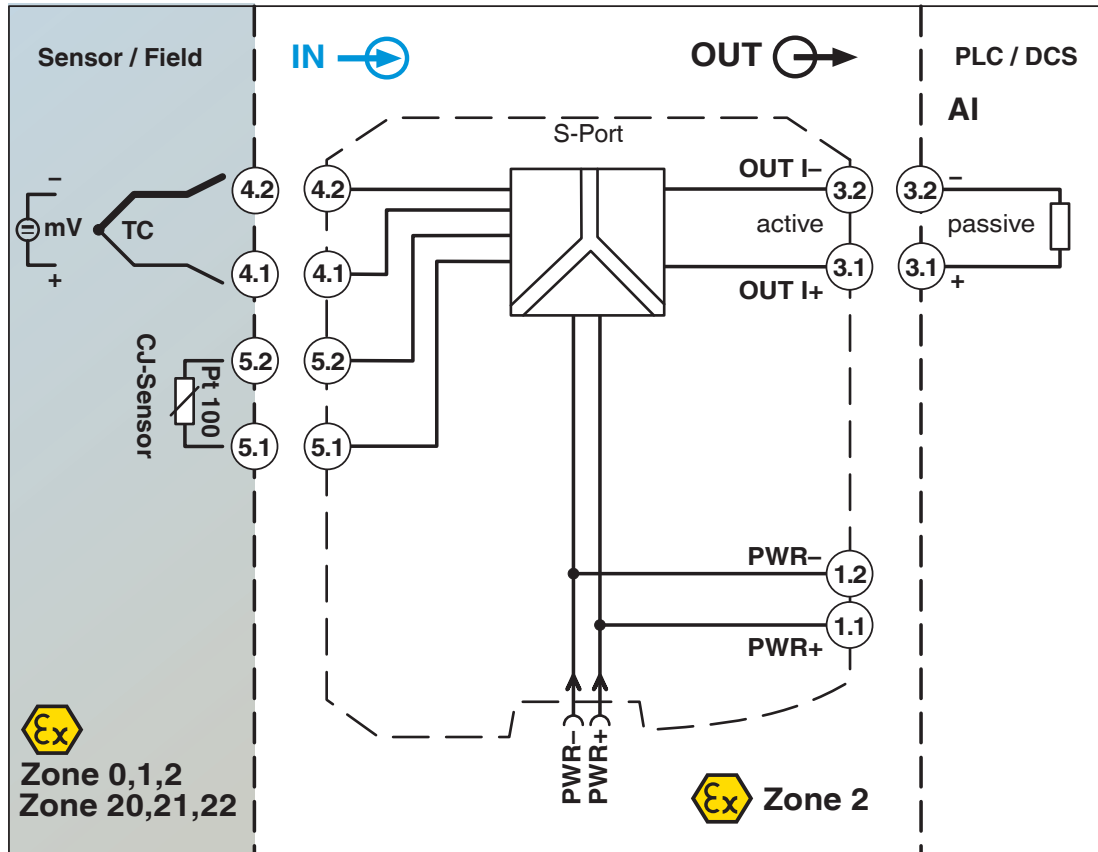 Sensor / Field
IN
OUT
PLC / DCS
AI
S-Port
OUT I–
4.2
4.2
3.2
3.2
–
–
mV
TC
active
passive
4.1
4.1
3.1
3.1
+
+
OUT I+
CJ-Sensor
Pt 100
5.2
5.2
5.1
5.1
PWR–
1.2
1.1
PWR+
PWR–
PWR+
Ex
Zone 0,1,2
Zone 20,21,22
Ex
Zone 2